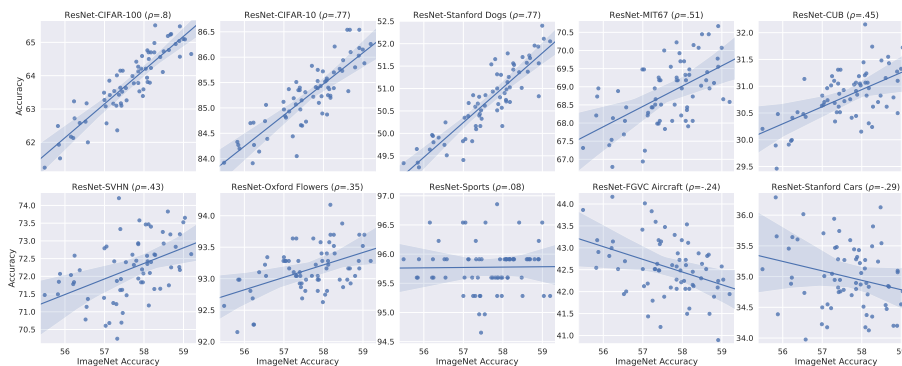 ResNet-CIFAR-100 (ρ=.8) ResNet-CIFAR-10 (ρ=.77) ResNet-Stanford Dogs (ρ=.77) ResNet-MIT67 (ρ=.51) ResNet-CUB (ρ=.45)
65 64 63 62
86.5 86.0 85.5 85.0 84.5 84.0
52.5 52.0 51.5 51.0 50.5 50.0 49.5
70.5 70.0 69.5 69.0 68.5 68.0 67.5 67.0
32.0 31.5 31.0 30.5 30.0 29.5
Accuracy
ResNet-SVHN (ρ=.43) ResNet-Oxford Flowers (ρ=.35) ResNet-Sports (ρ=.08) ResNet-FGVC Aircraft (ρ=-.24) ResNet-Stanford Cars (ρ=-.29)
74.0 73.5 73.0 72.5 72.0 71.5 71.0 70.5
94.0 93.5 93.0 92.5 92.0
97.0 96.5 96.0 95.5 95.0 94.5
44.0 43.5 43.0 42.5 42.0 41.5 41.0
36.0 35.5 35.0 34.5 34.0
Accuracy
56 57 58 59 56 57 58 59 56 57 58 59 56 57 58 59 56 57 58 59
ImageNet Accuracy ImageNet Accuracy ImageNet Accuracy ImageNet Accuracy ImageNet Accuracy